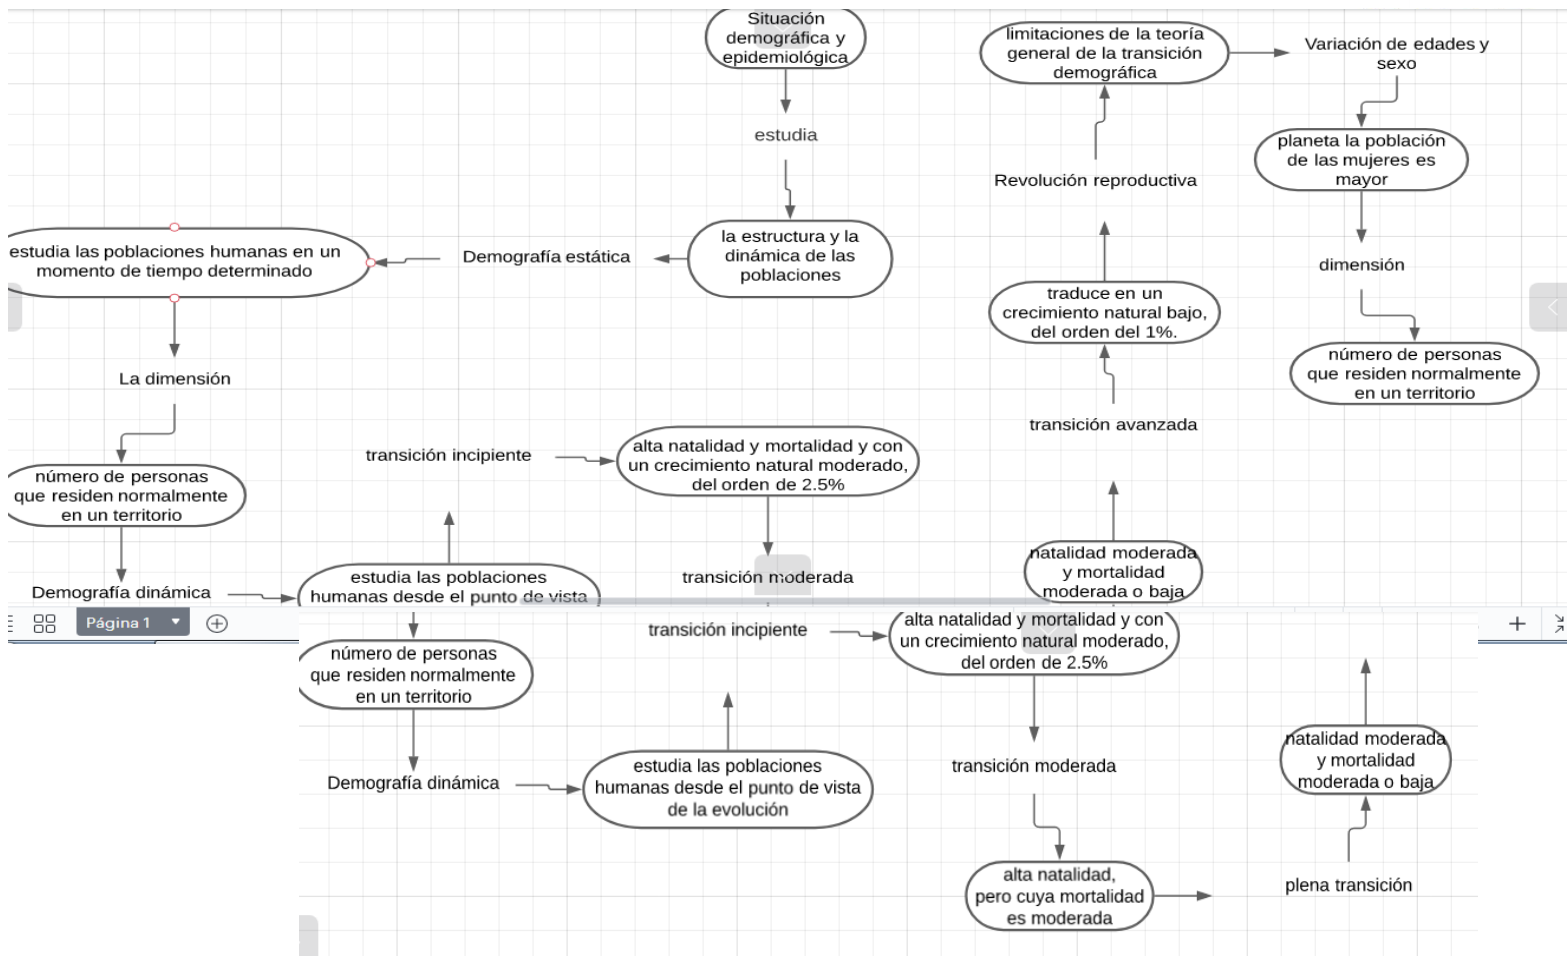 Situación
demográfica y
epidemiológica
estudia
la estructura y la
dinámica de las
poblaciones
Demografía estática
estudia las poblaciones humanas en un
momento de tiempo determinado
La dimensión
número de personas
que residen normalmente
en un territorio
Demografía dinámica
estudia las poblaciones
humanas desde el punto de vista
transición incipiente
alta natalidad y mortalidad y con
un crecimiento natural moderado,
del orden de 2.5%
transición moderada
natalidad moderada
y mortalidad
moderada o baja
transición avanzada
traduce en un
crecimiento natural bajo,
del orden del 1%.
Revolución reproductiva
limitaciones de la teoría
general de la transición
demográfica
Variación de edades y
sexo
planeta la población
de las mujeres es
mayor
dimensión
número de personas
que residen normalmente
en un territorio
Página 1
número de personas
que residen normalmente
en un territorio
Demografía dinámica
estudia las poblaciones
humanas desde el punto de vista
de la evolución
transición incipiente
alta natalidad y mortalidad y con
un crecimiento natural moderado,
del orden de 2.5%
transición moderada
alta natalidad,
pero cuya mortalidad
es moderada
plena transición
natalidad moderada
y mortalidad
moderada o baja